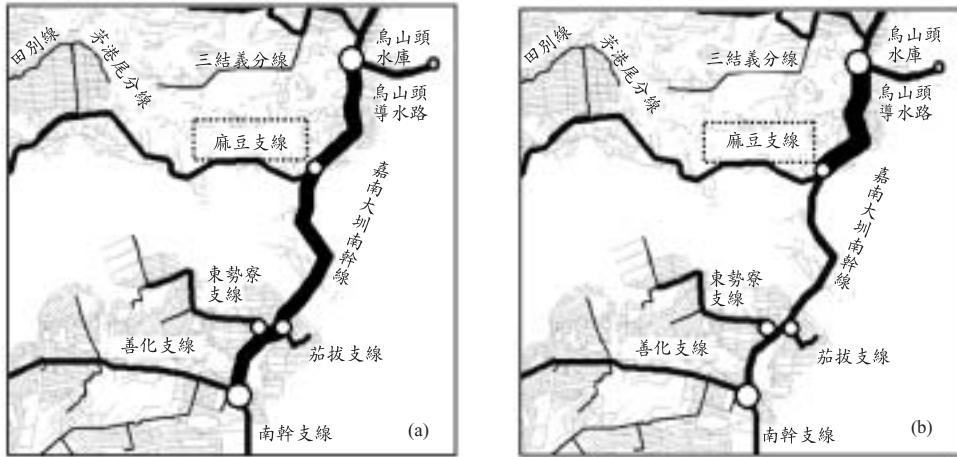 田別線
茅港尾分線
三結義分線
烏山頭
水庫
烏山頭
導水路
麻豆支線
嘉南大圳南幹線
東勢寮
支線
善化支線
茄拔支線
南幹支線
(a)
田別線
茅港尾分線
三結義分線
烏山頭
水庫
烏山頭
導水路
麻豆支線
嘉南大圳南幹線
東勢寮
支線
善化支線
茄拔支線
南幹支線
(b)